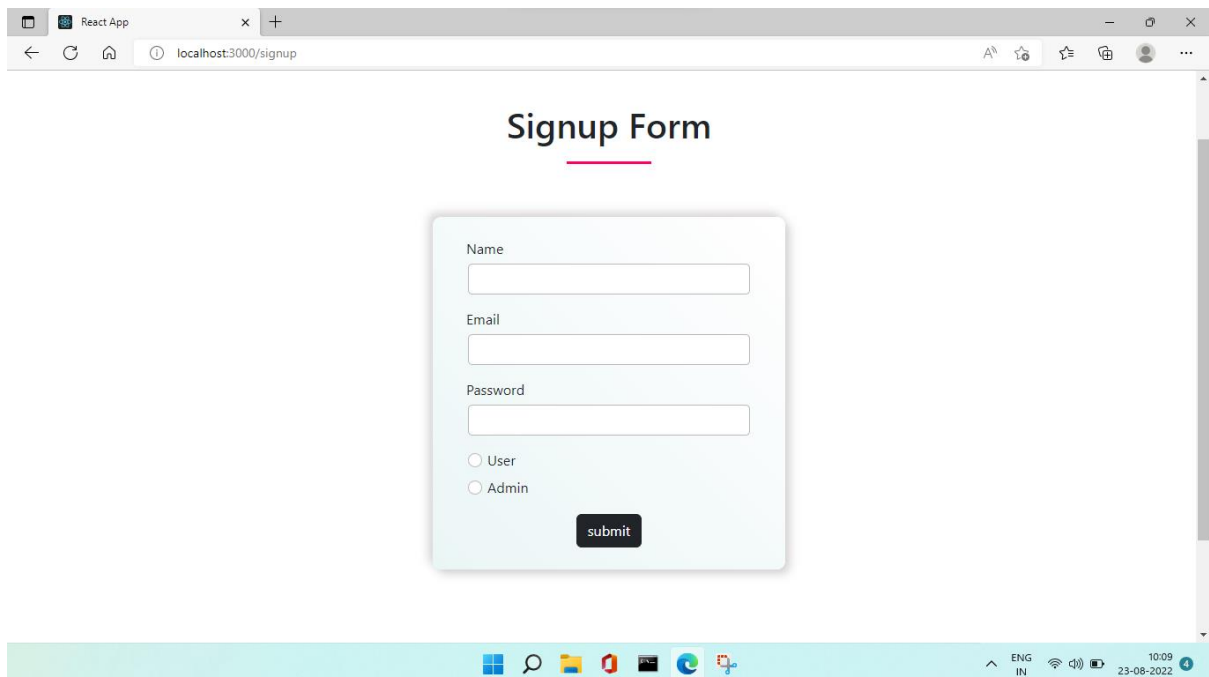 React App
localhost:3000/signup
Signup Form
Name
Email
Password
User
Admin
submit
ENG
IN
10:09
23-08-2022
4